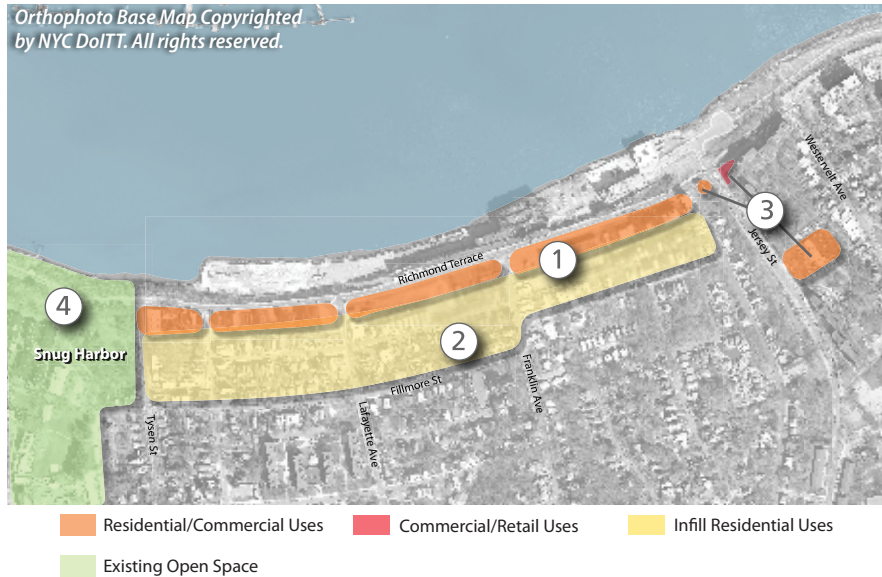 Orthophoto Base Map Copyrighted
by NYC DoITT. All rights reserved.
Westervelt Ave
3
Jersey St
Richmond Terrace
1
4
2
Snug Harbor
Fillmore St
Franklin Ave
Lafayette Ave
Tysen St
Residential/Commercial Uses
Commercial/Retail Uses
Infill Residential Uses
Existing Open Space